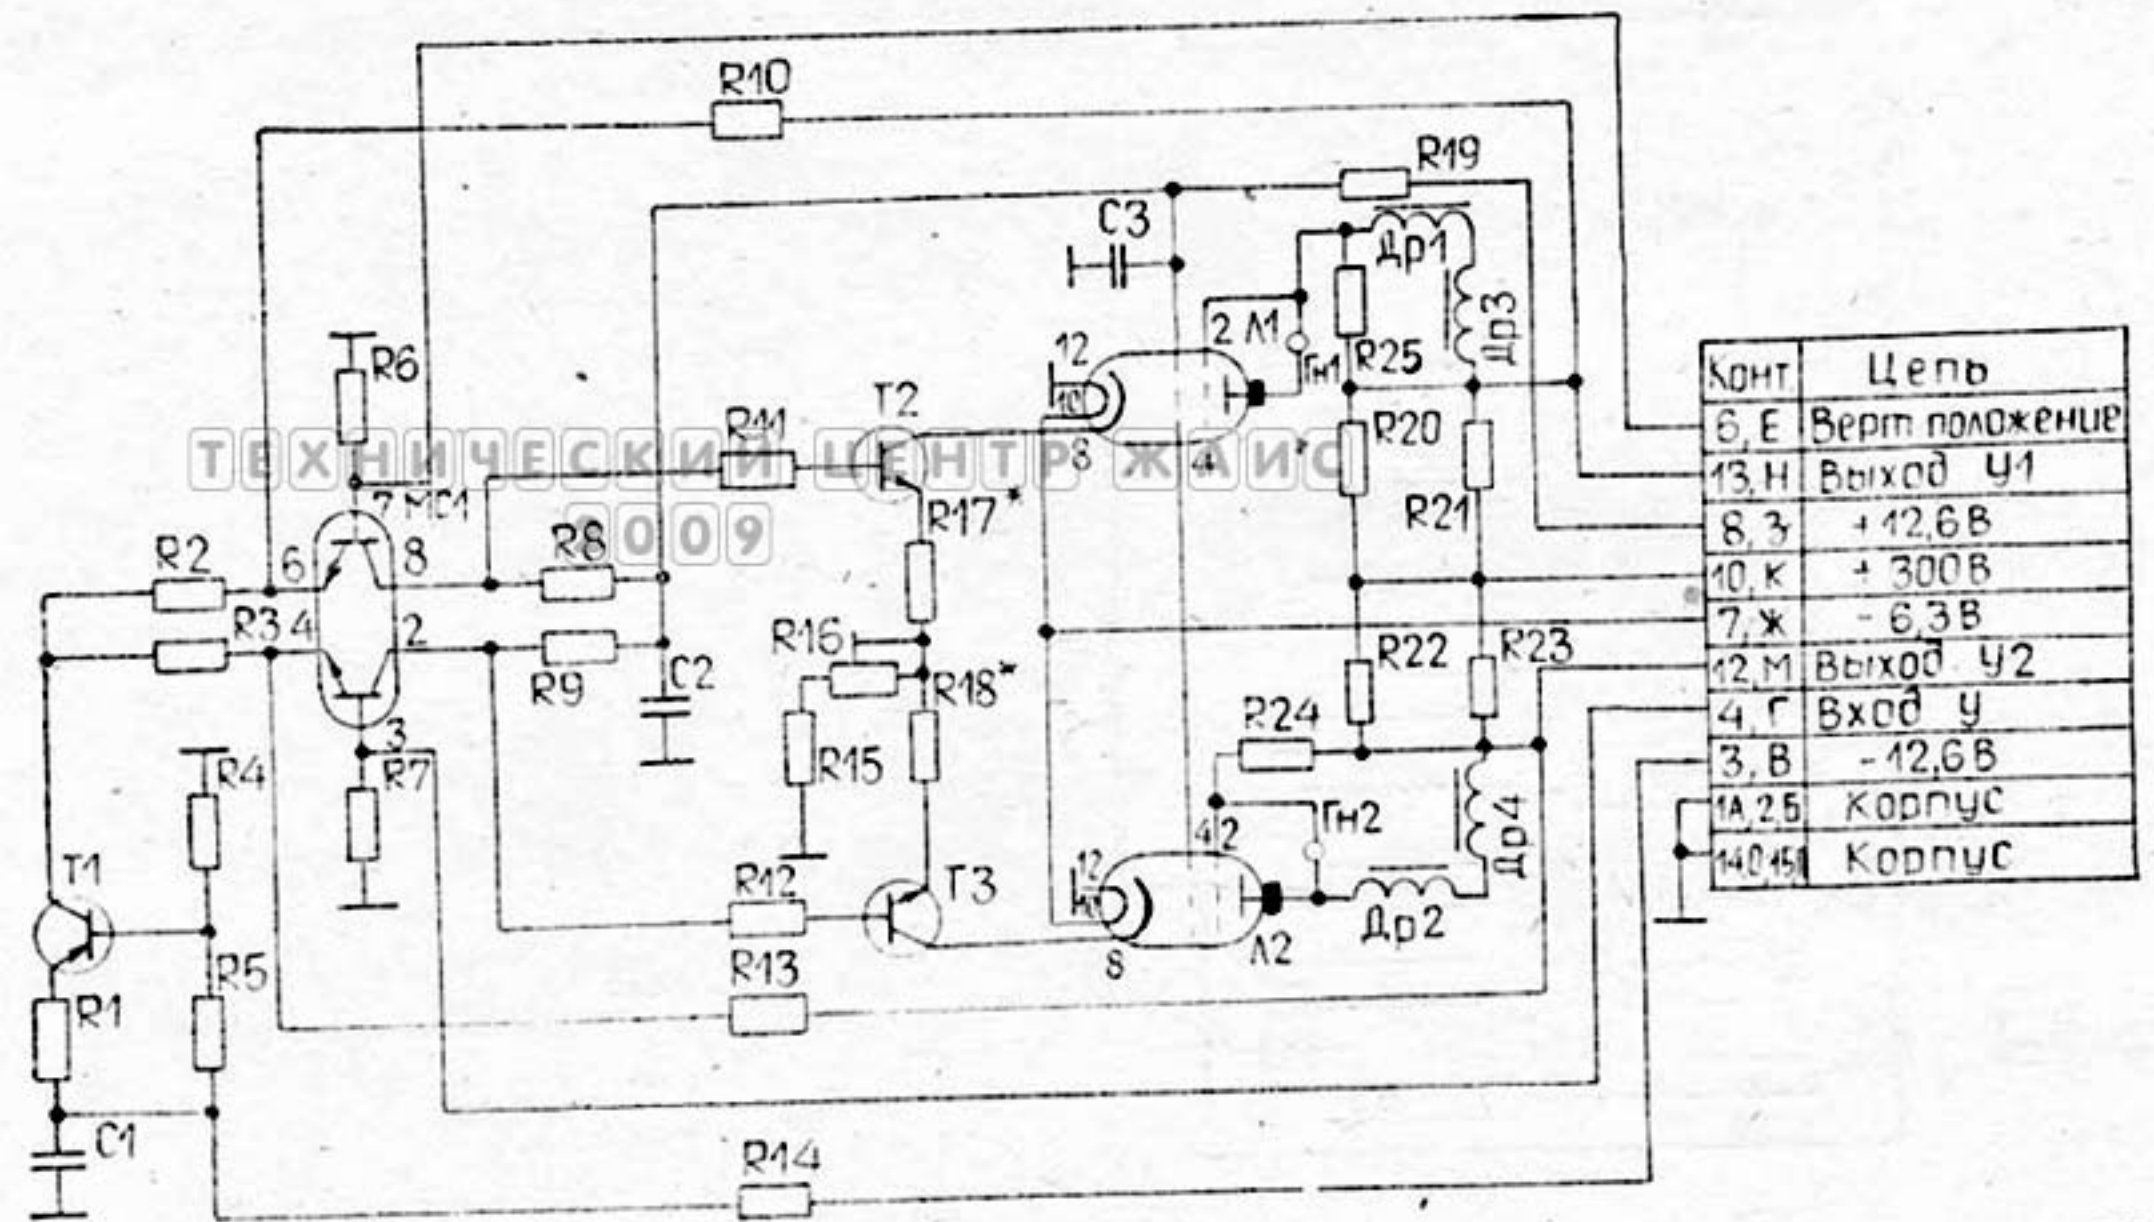 R10
R19
C3
Др1
2 Л1
Др3
R6
12
Гн1
R25
Конт. Цепь
10
6, Е Верт положение
T2
R11
R20
8
4
13, Н Выход У1
ТЕХНИЧЕСКИЙ ЦЕНТР ЖАИС
7 МС1
R17*
R21
8, З +12,6В
2009
R2
6
8
R8
10, К + 300В
R3 4
2
R16
7, Ж - 6,3В
R9
C2
R18*
R22
R23
12, М Выход У2
R24
4, Г Вход У
3
R4
R7
R15
3, В -12,6В
Др4
Гн2
4 2
1А, 2,Б Корпус
T1
R12
T3
12
Корпус
Др2
Л2
R5
R13
8
R1
C1
R14